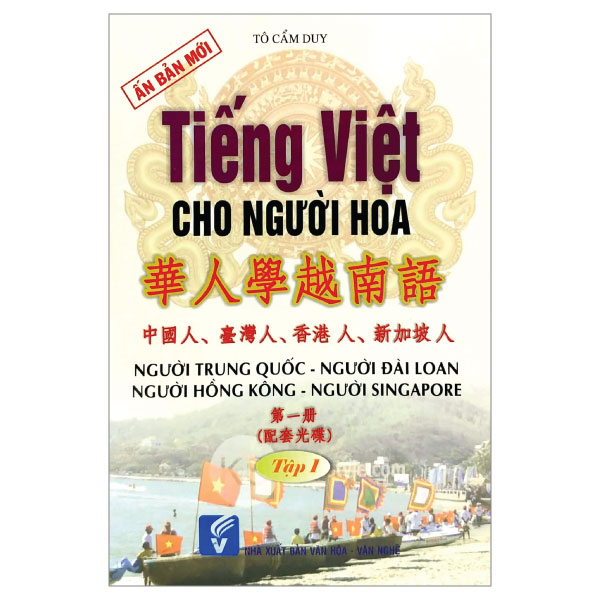 TÔ CẨM DUY
ẤN BẢN MỚI
Tiếng Việt
CHO NGƯỜI HOA
華人學越南語
中國人、臺灣人、香港人、新加坡人
NGƯỜI TRUNG QUỐC - NGƯỜI ĐÀI LOAN
NGƯỜI HỒNG KÔNG - NGƯỜI SINGAPORE
第一册
(配套光碟)
Tập 1
NHÀ XUẤT BẢN VĂN HÓA - VĂN NGHỆ